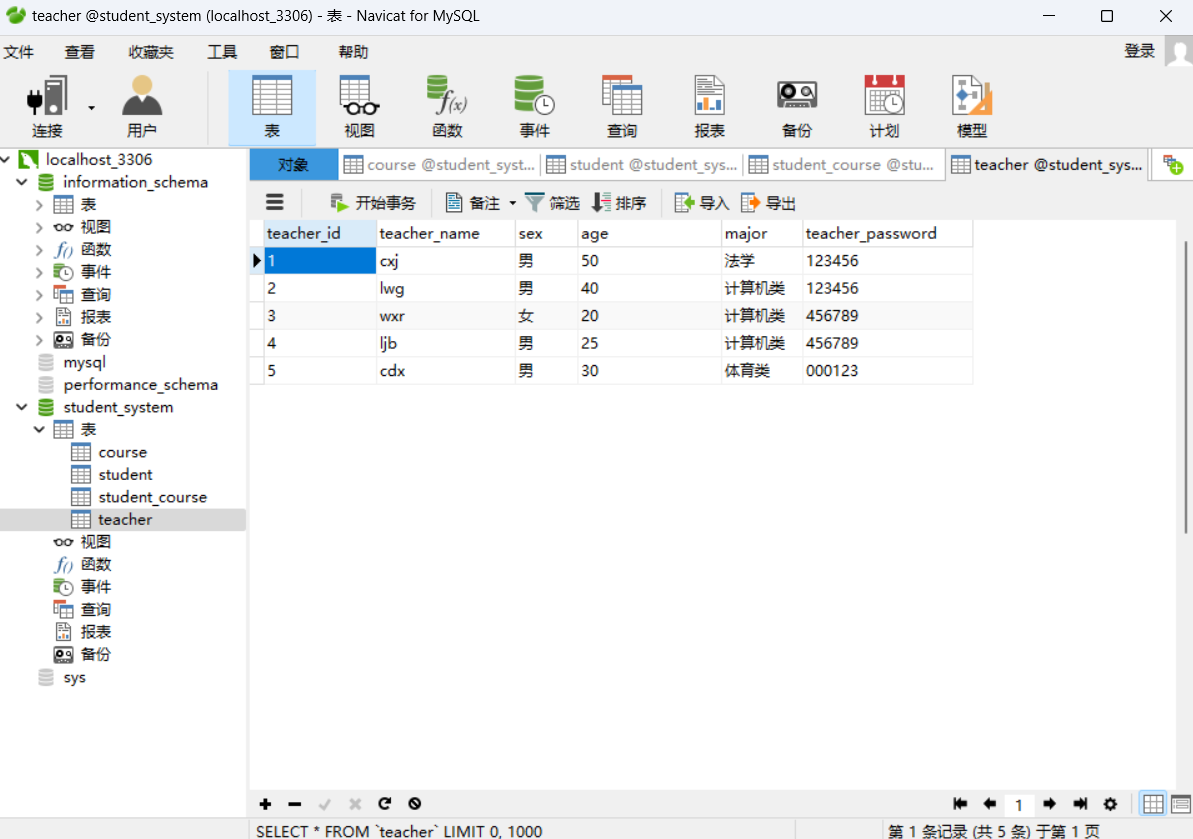 teacher @student_system (localhost_3306) - 表 - Navicat for MySQL
文件 查看 收藏夹 工具 窗口 帮助 登录
连接 用户 表 视图 函数 事件 查询 报表 备份 计划 模型
localhost_3306
information_schema
表
视图
函数
事件
查询
报表
备份
mysql
performance_schema
student_system
表
course
student
student_course
teacher
视图
函数
事件
查询
报表
备份
sys
对象 course @student_syst... student @student_sys... student_course @stu... teacher @student_sys...
开始事务 备注 筛选 排序 导入 导出
teacher_id teacher_name sex age major teacher_password
1 cxj 男 50 法学 123456
2 lwg 男 40 计算机类 123456
3 wxr 女 20 计算机类 456789
4 ljb 男 25 计算机类 456789
5 cdx 男 30 体育类 000123
1
SELECT * FROM `teacher` LIMIT 0, 1000 第 1 条记录 (共 5 条) 于第 1 页